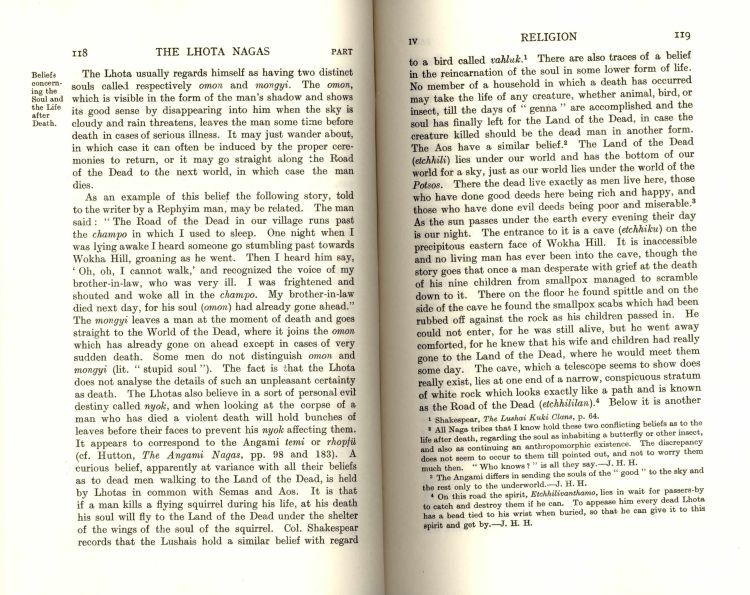 118 THE LHOTA NAGAS PART
Beliefs
concern-
ing the
Soul and
the Life
after
Death.
The Lhota usually regards himself as having two distinct
souls called respectively omon and mongyi. The omon,
which is visible in the form of the man's shadow and shows
its good sense by disappearing into him when the sky is
cloudy and rain threatens, leaves the man some time before
death in cases of serious illness. It may just wander about,
in which case it can often be induced by the proper cere-
monies to return, or it may go straight along the Road
of the Dead to the next world, in which case the man
dies.
As an example of this belief the following story, told
to the writer by a Rephyim man, may be related. The man
said : " The Road of the Dead in our village runs past
the champo in which I used to sleep. One night when I
was lying awake I heard someone go stumbling past towards
Wokha Hill, groaning as he went. Then I heard him say,
' Oh, oh, I cannot walk,' and recognized the voice of my
brother-in-law, who was very ill. I was frightened and
shouted and woke all in the champo. My brother-in-law
died next day, for his soul (omon) had already gone ahead."
The mongyi leaves a man at the moment of death and goes
straight to the World of the Dead, where it joins the omon
which has already gone on ahead except in cases of very
sudden death. Some men do not distinguish omon and
mongyi (lit. " stupid soul "). The fact is that the Lhota
does not analyse the details of such an unpleasant certainty
as death. The Lhotas also believe in a sort of personal evil
destiny called nyok, and when looking at the corpse of a
man who has died a violent death will hold bunches of
leaves before their faces to prevent his nyok affecting them.
It appears to correspond to the Angami temi or rhopfü
(cf. Hutton, The Angami Nagas, pp. 98 and 183). A
curious belief, apparently at variance with all their beliefs
as to dead men walking to the Land of the Dead, is held
by Lhotas in common with Semas and Aos. It is that
if a man kills a flying squirrel during his life, at his death
his soul will fly to the Land of the Dead under the shelter
of the wings of the soul of the squirrel. Col. Shakespear
records that the Lushais hold a similar belief with regard
IV RELIGION 119
to a bird called vahluk.¹ There are also traces of a belief
in the reincarnation of the soul in some lower form of life.
No member of a household in which a death has occurred
may take the life of any creature, whether animal, bird, or
insect, till the days of " genna " are accomplished and the
soul has finally left for the Land of the Dead, in case the
creature killed should be the dead man in another form.
The Aos have a similar belief.² The Land of the Dead
(etchhili) lies under our world and has the bottom of our
world for a sky, just as our world lies under the world of the
Potsos. There the dead live exactly as men live here, those
who have done good deeds here being rich and happy, and
those who have done evil deeds being poor and miserable.³
As the sun passes under the earth every evening their day
is our night. The entrance to it is a cave (etchhiku) on the
precipitous eastern face of Wokha Hill. It is inaccessible
and no living man has ever been into the cave, though the
story goes that once a man desperate with grief at the death
of his nine children from smallpox managed to scramble
down to it. There on the floor he found spittle and on the
side of the cave he found the smallpox scabs which had been
rubbed off against the rock as his children passed in. He
could not enter, for he was still alive, but he went away
comforted, for he knew that his wife and children had really
gone to the Land of the Dead, where he would meet them
some day. The cave, which a telescope seems to show does
really exist, lies at one end of a narrow, conspicuous stratum
of white rock which looks exactly like a path and is known
as the Road of the Dead (etchhililan).⁴ Below it is another
¹ Shakespear, The Lushai Kuki Clans, p. 64.
² All Naga tribes that I know hold these two conflicting beliefs as to the
life after death, regarding the soul as inhabiting a butterfly or other insect,
and also as continuing an anthropomorphic existence. The discrepancy
does not seem to occur to them till pointed out, and not to worry them
much then. " Who knows ? " is all they say.—J. H. H.
³ The Angami differs in sending the souls of the " good " to the sky and
the rest only to the underworld.—J. H. H.
⁴ On this road the spirit, Etchhilivanthamo, lies in wait for passers-by
to catch and destroy them if he can. To appease him every dead Lhota
has a bead tied to his wrist when buried, so that he can give it to this
spirit and get by.—J. H. H.